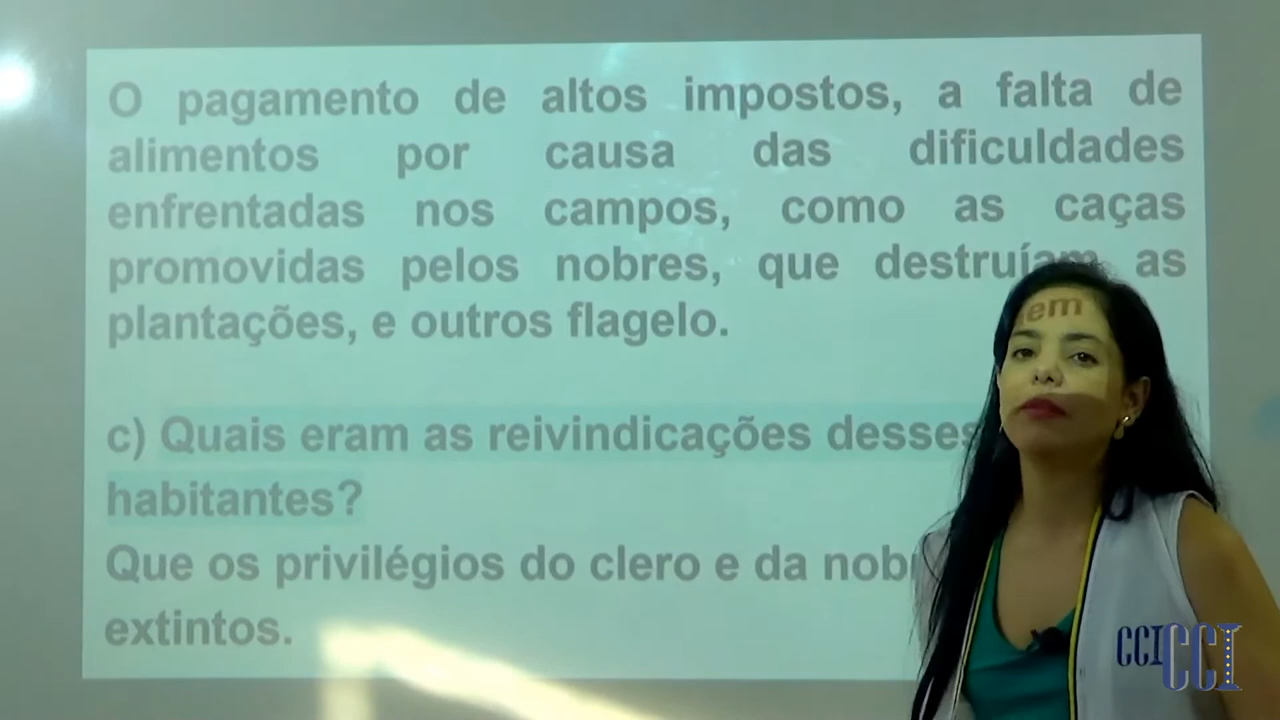 O pagamento de altos impostos, a falta de
alimentos por causa das dificuldades
enfrentadas nos campos, como as caças
promovidas pelos nobres, que destruíam as
plantações, e outros flagelo.
c) Quais eram as reivindicações desses
habitantes?
Que os privilégios do clero e da
extintos.
em
CCI CCI